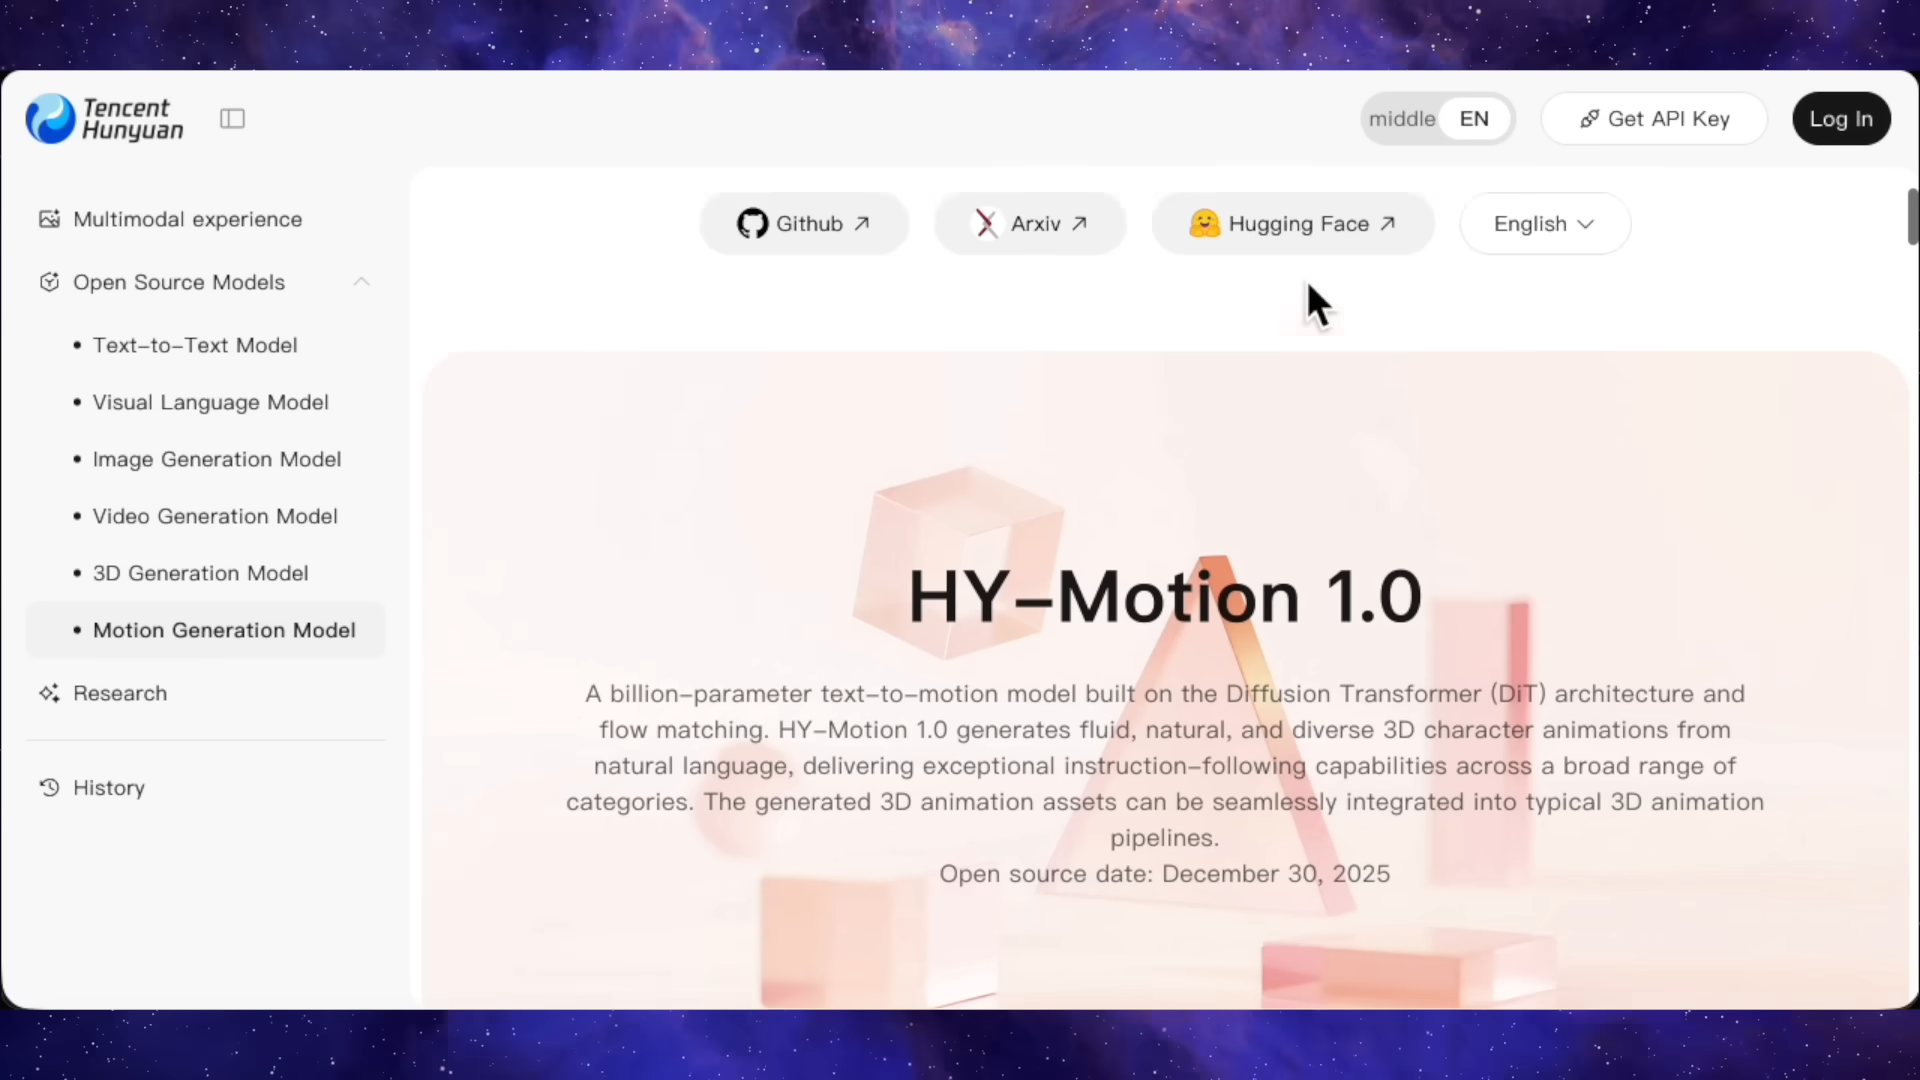 Tencent
Hunyuan
middle EN
Get API Key
Log In
Multimodal experience
Open Source Models
• Text-to-Text Model
• Visual Language Model
• Image Generation Model
• Video Generation Model
• 3D Generation Model
• Motion Generation Model
Research
History
Github ↗ Arxiv ↗ Hugging Face ↗ English
HY-Motion 1.0
A billion-parameter text-to-motion model built on the Diffusion Transformer (DiT) architecture and
flow matching. HY-Motion 1.0 generates fluid, natural, and diverse 3D character animations from
natural language, delivering exceptional instruction-following capabilities across a broad range of
categories. The generated 3D animation assets can be seamlessly integrated into typical 3D animation
pipelines.
Open source date: December 30, 2025